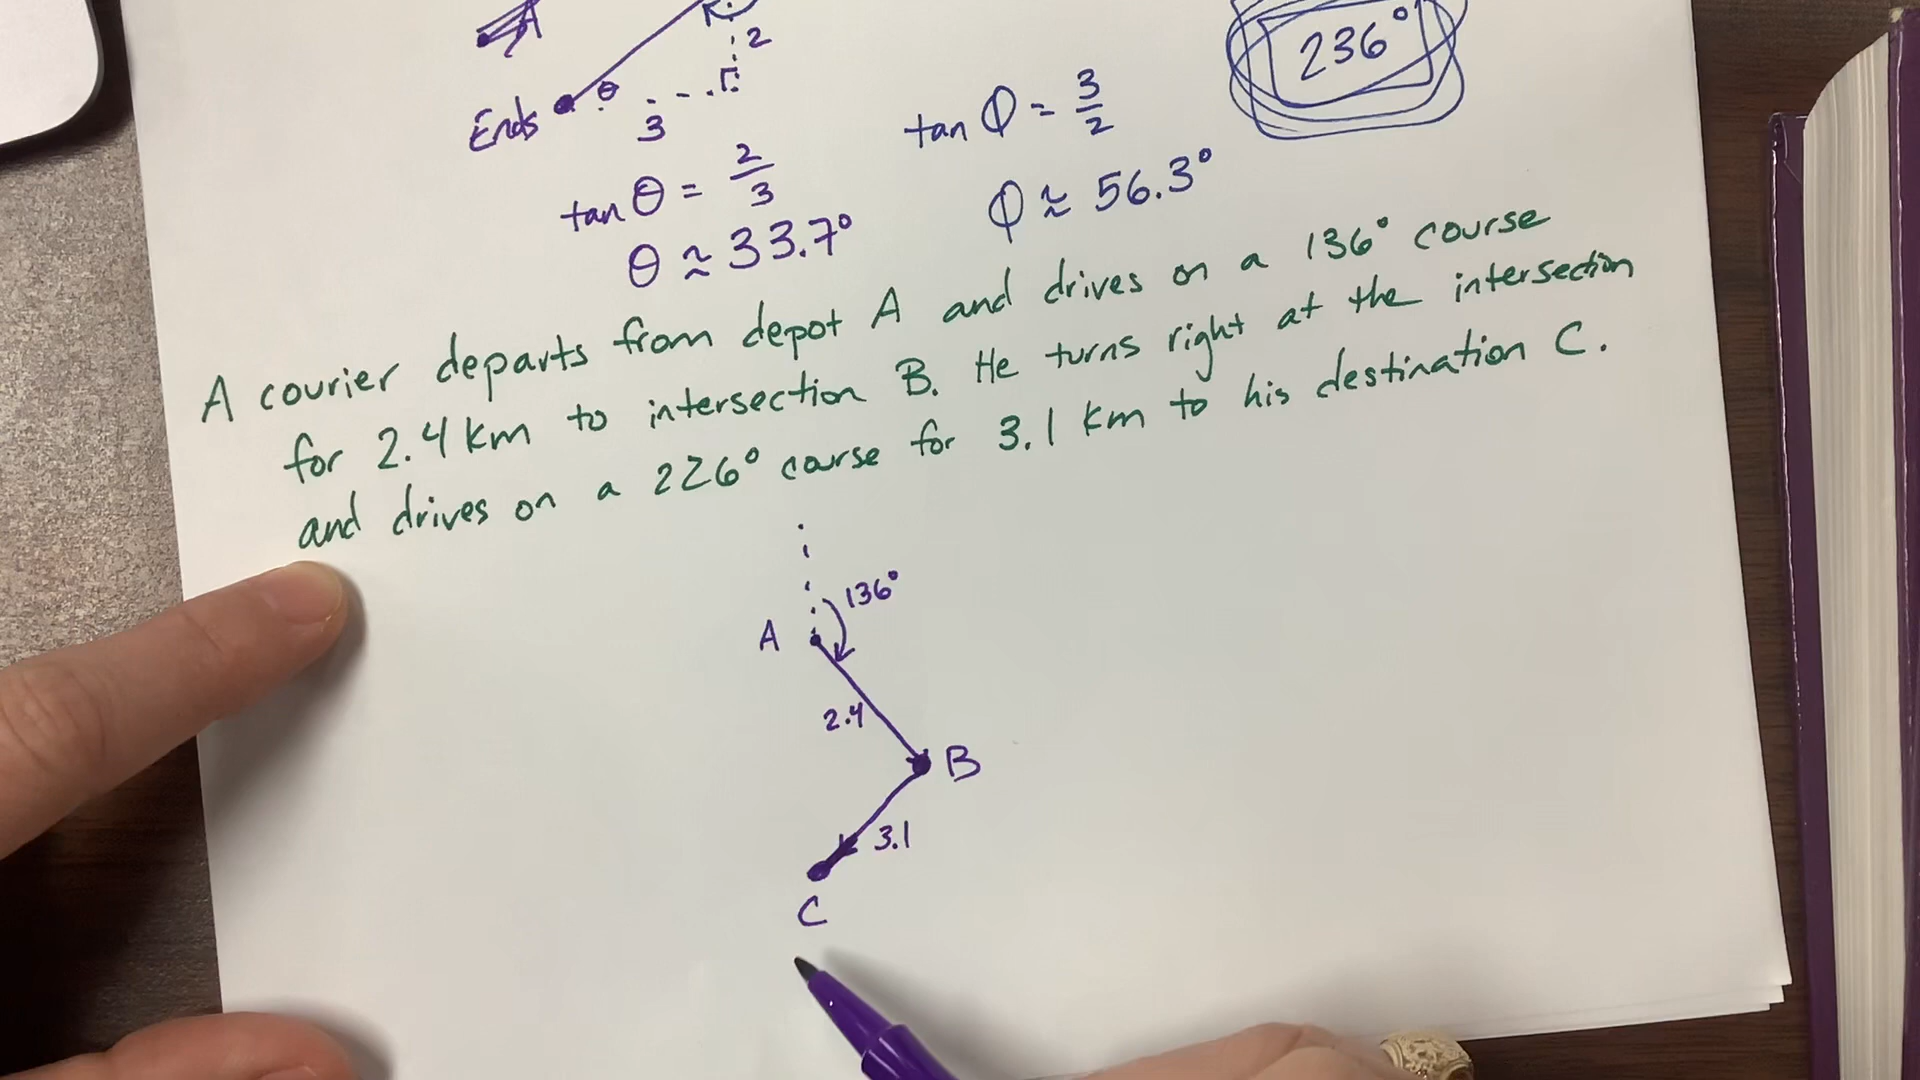 A
2
Ends
θ
3
236°
tan θ = 2/3
tan Φ = 3/2
θ ≈ 33.7°
Φ ≈ 56.3°
A courier departs from depot A and drives on a 136° course
for 2.4 km to intersection B. He turns right at the intersection
and drives on a 226° course for 3.1 km to his destination C.
136°
A
2.4
B
3.1
C